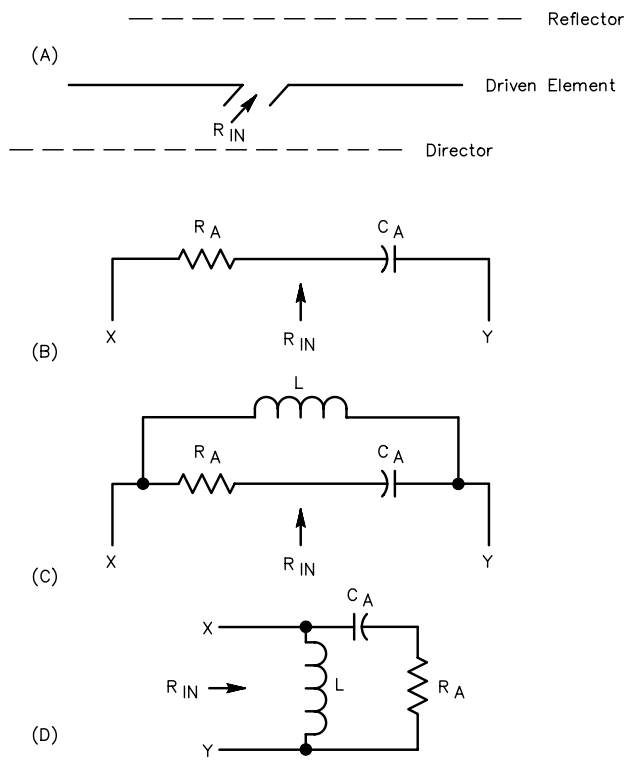 Reflector
(A)
Driven Element
R IN
Director
R A
C A
R IN
X
Y
(B)
L
R A
C A
R IN
X
Y
(C)
C A
X
R IN
L
R A
Y
(D)